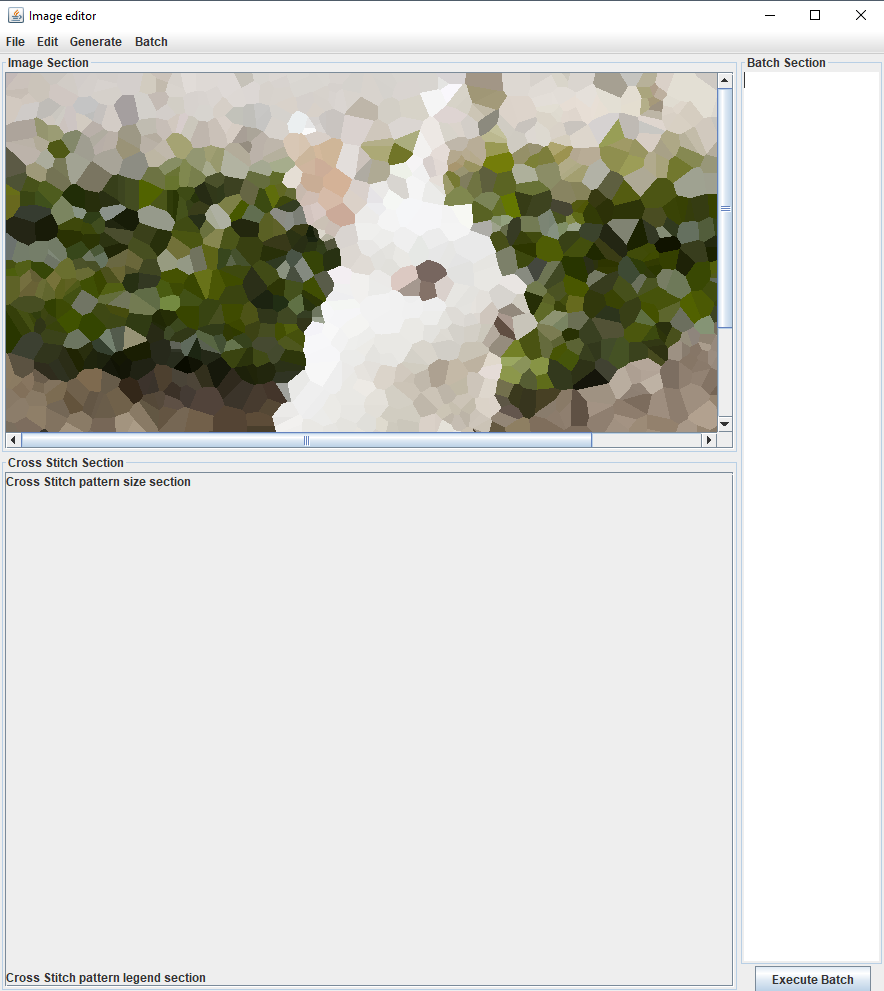 Image editor
File Edit Generate Batch
Image Section
Batch Section
Cross Stitch Section
Cross Stitch pattern size section
Cross Stitch pattern legend section
Execute Batch